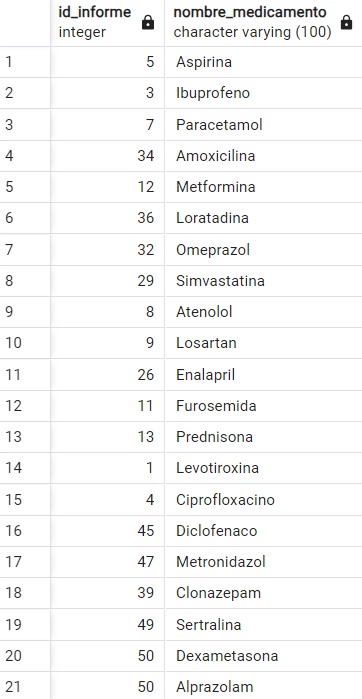 id_informe nombre_medicamento
integer character varying (100)
1 5 Aspirina
2 3 Ibuprofeno
3 7 Paracetamol
4 34 Amoxicilina
5 12 Metformina
6 36 Loratadina
7 32 Omeprazol
8 29 Simvastatina
9 8 Atenolol
10 9 Losartan
11 26 Enalapril
12 11 Furosemida
13 13 Prednisona
14 1 Levotiroxina
15 4 Ciprofloxacino
16 45 Diclofenaco
17 47 Metronidazol
18 39 Clonazepam
19 49 Sertralina
20 50 Dexametasona
21 50 Alprazolam